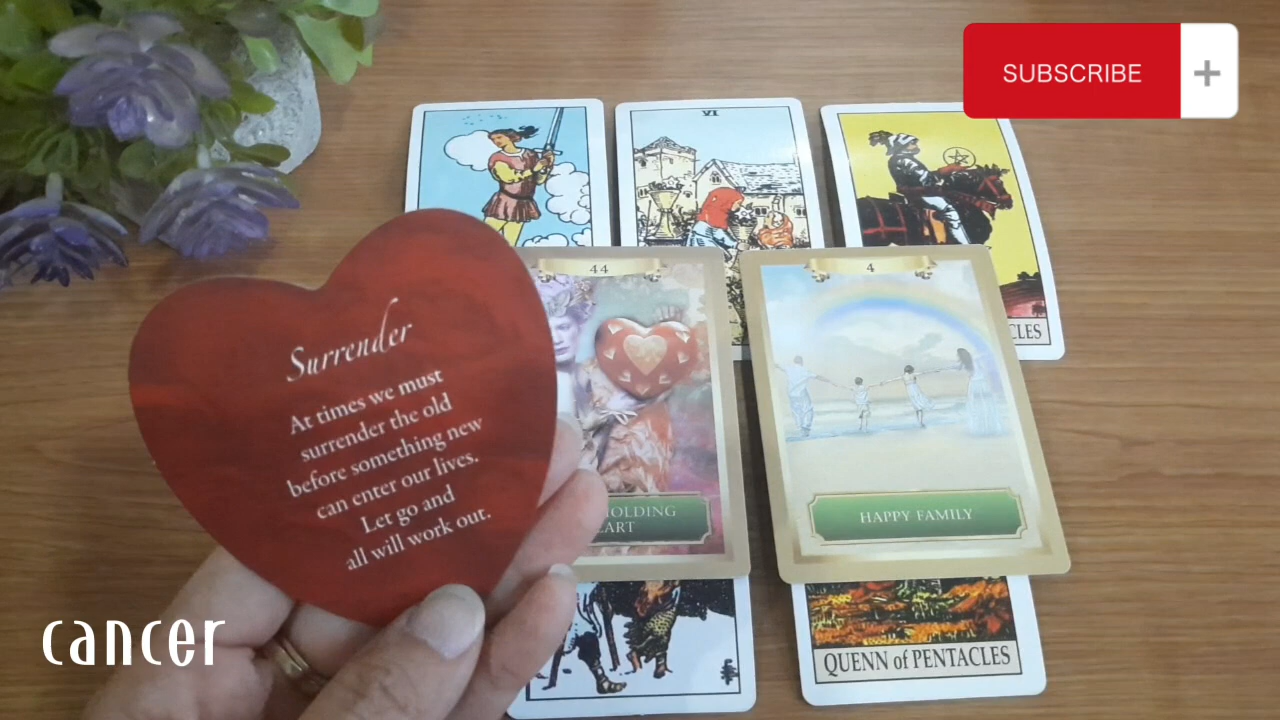 SUBSCRIBE +
VI
44
4
Surrender
At times we must
surrender the old
before something new
can enter our lives.
Let go and
all will work out.
HAPPY FAMILY
QUENN of PENTACLES
cancer